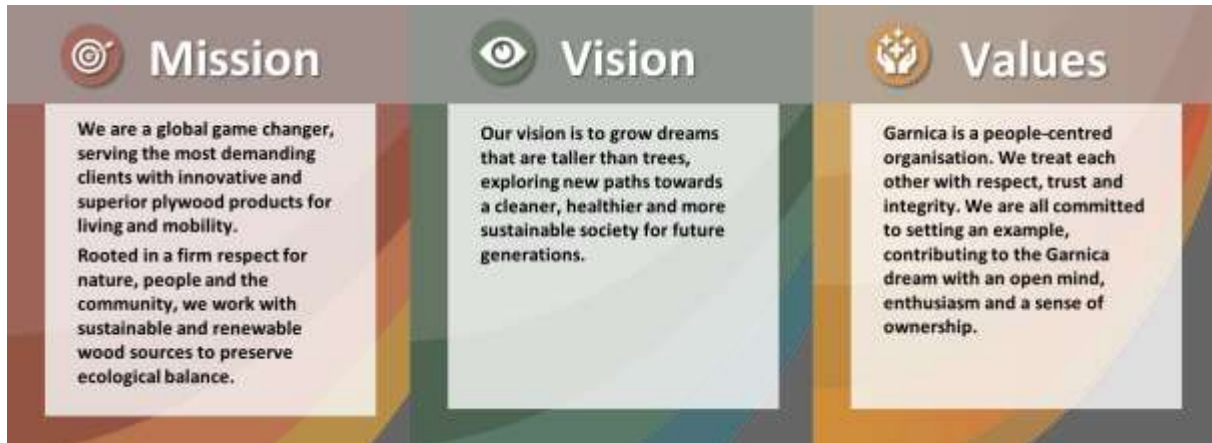 Mission
We are a global game changer,
serving the most demanding
clients with innovative and
superior plywood products for
living and mobility.
Rooted in a firm respect for
nature, people and the
community, we work with
sustainable and renewable
wood sources to preserve
ecological balance.
Vision
Our vision is to grow dreams
that are taller than trees,
exploring new paths towards
a cleaner, healthier and more
sustainable society for future
generations.
Values
Garnica is a people-centred
organisation. We treat each
other with respect, trust and
integrity. We are all committed
to setting an example,
contributing to the Garnica
dream with an open mind,
enthusiasm and a sense of
ownership.